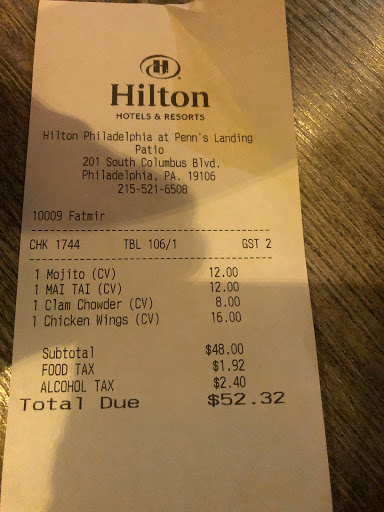 H
Hilton
HOTELS & RESORTS
Hilton Philadelphia at Penn's Landing
Patio
201 South Columbus Blvd.
Philadelphia, PA. 19106
215-521-6508
10009 Fatmir
CHK 1744 TBL 106/1 GST 2
1 Mojito (CV) 12.00
1 MAI TAI (CV) 12.00
1 Clam Chowder (CV) 8.00
1 Chicken Wings (CV) 16.00
Subtotal $48.00
FOOD TAX $1.92
ALCOHOL TAX $2.40
Total Due $52.32